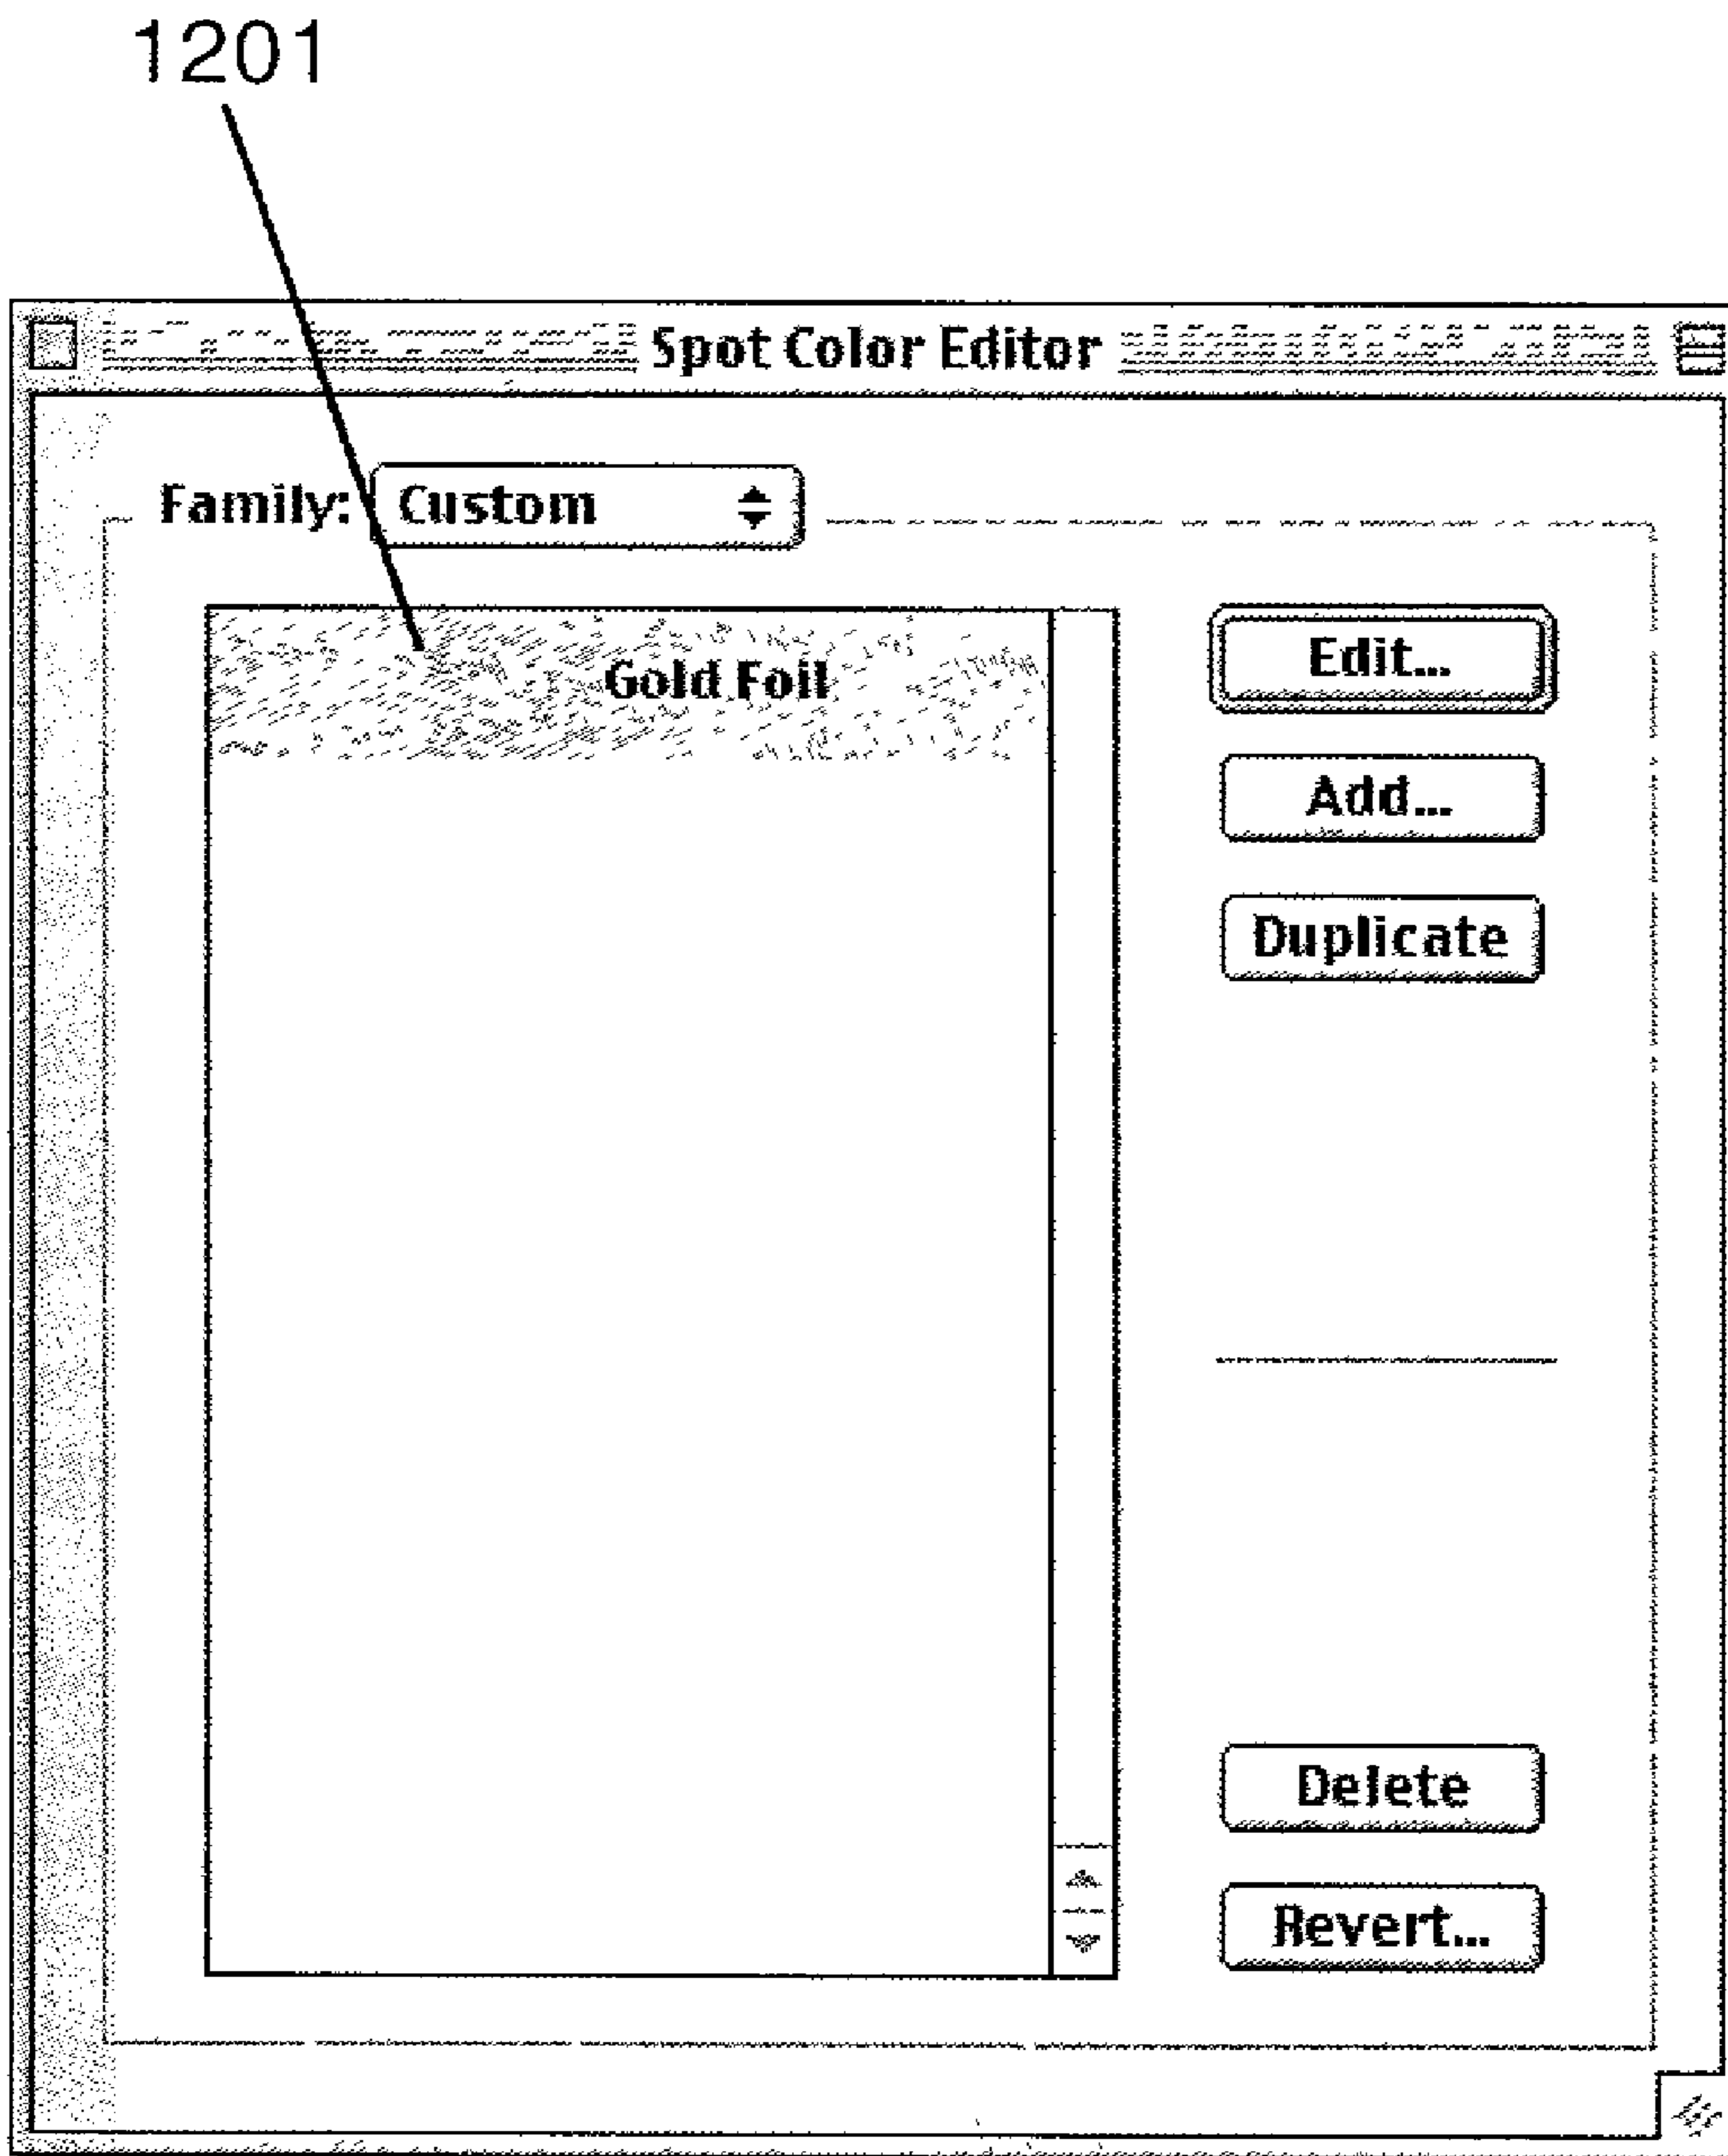 1201
Spot Color Editor
Family: Custom
Gold Foil
Edit...
Add...
Duplicate
Delete
Revert...